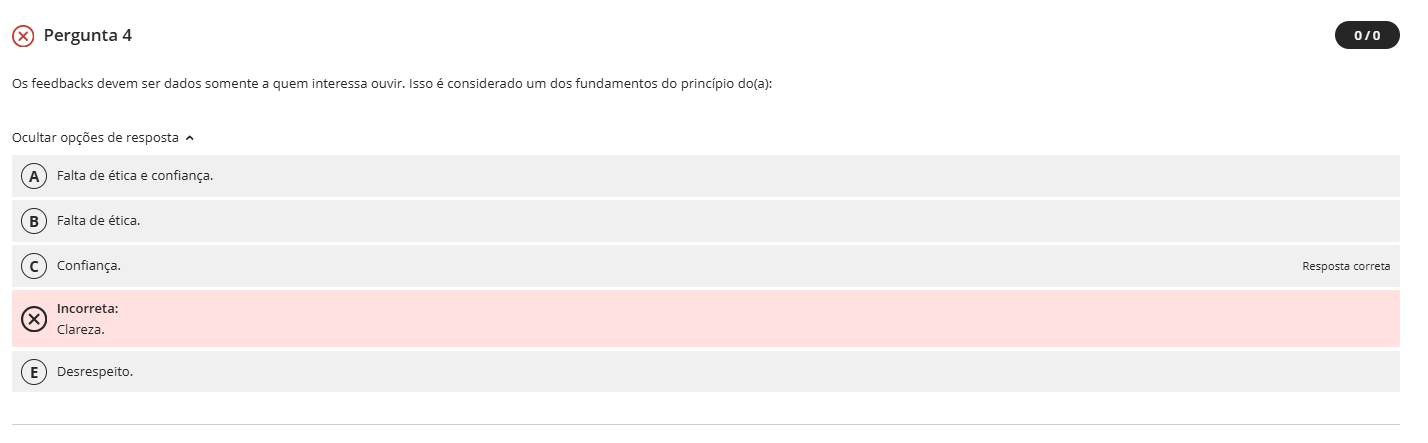 Pergunta 4
0 / 0
Os feedbacks devem ser dados somente a quem interessa ouvir. Isso é considerado um dos fundamentos do princípio do(a):
Ocultar opções de resposta
A Falta de ética e confiança.
B Falta de ética.
C Confiança. Resposta correta
Incorreta:
Clareza.
E Desrespeito.